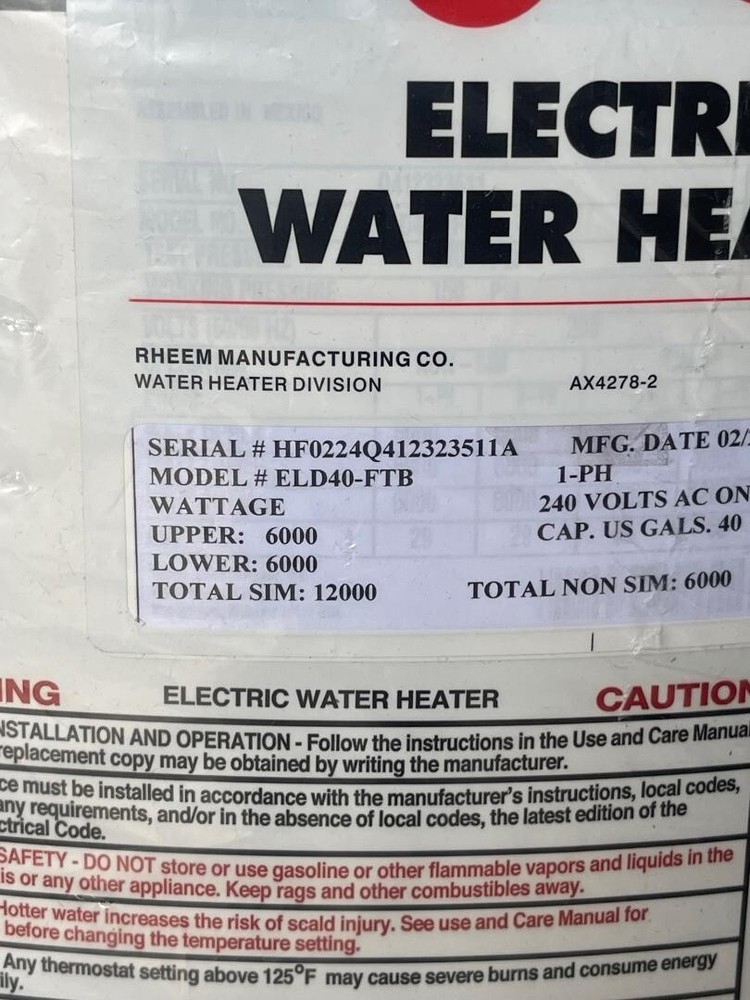 ELECTRI
WATER HEA
RHEEM MANUFACTURING CO.
WATER HEATER DIVISION AX4278-2
SERIAL # HF0224Q412323511A MFG. DATE 02/
MODEL # ELD40-FTB 1-PH
WATTAGE 240 VOLTS AC ON
UPPER: 6000 CAP. US GALS. 40
LOWER: 6000
TOTAL SIM: 12000 TOTAL NON SIM: 6000
ING ELECTRIC WATER HEATER CAUTION
NSTALLATION AND OPERATION - Follow the instructions in the Use and Care Manual
replacement copy may be obtained by writing the manufacturer.
ce must be installed in accordance with the manufacturer's instructions, local codes,
any requirements, and/or in the absence of local codes, the latest edition of the
ctrical Code.
SAFETY - DO NOT store or use gasoline or other flammable vapors and liquids in the
is or any other appliance. Keep rags and other combustibles away.
Hotter water increases the risk of scald injury. See use and Care Manual for
before changing the temperature setting.
Any thermostat setting above 125°F may cause severe burns and consume energy
ily.